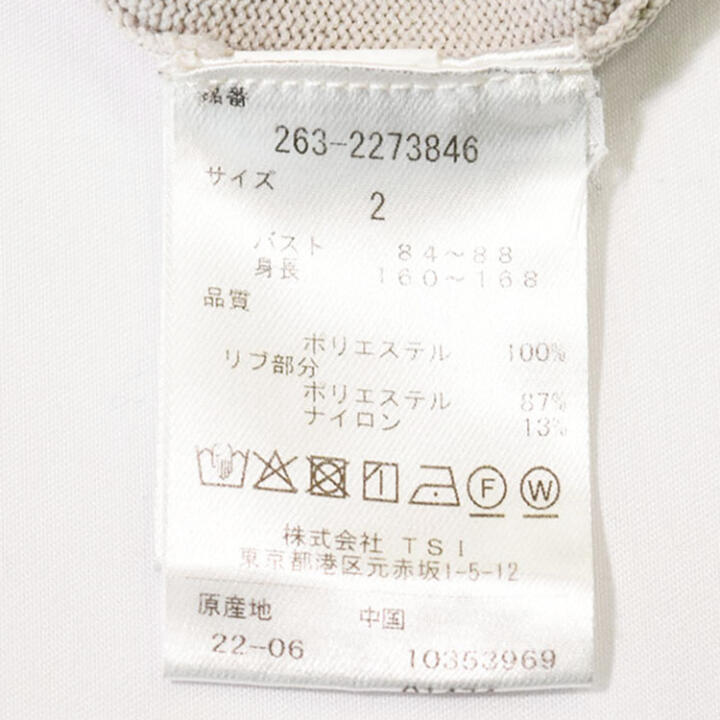 品番
263-2273846
サイズ
2
バスト 84～88
身長 160～168
品質
ポリエステル 100%
リブ部分
ポリエステル 87%
ナイロン 13%
F W
株式会社 TSI
東京都港区元赤坂1-5-12
原産地 中国
22-06 10353969